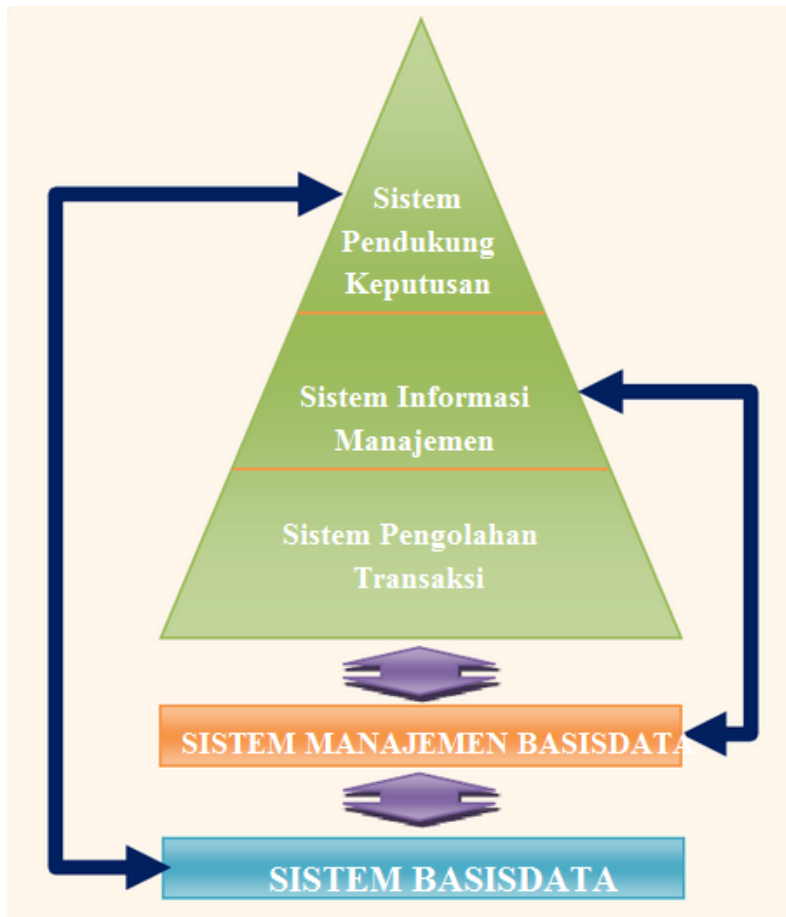 Sistem
Pendukung
Keputusan
Sistem Informasi
Manajemen
Sistem Pengolahan
Transaksi
SISTEM MANAJEMEN BASISDATA
SISTEM BASISDATA